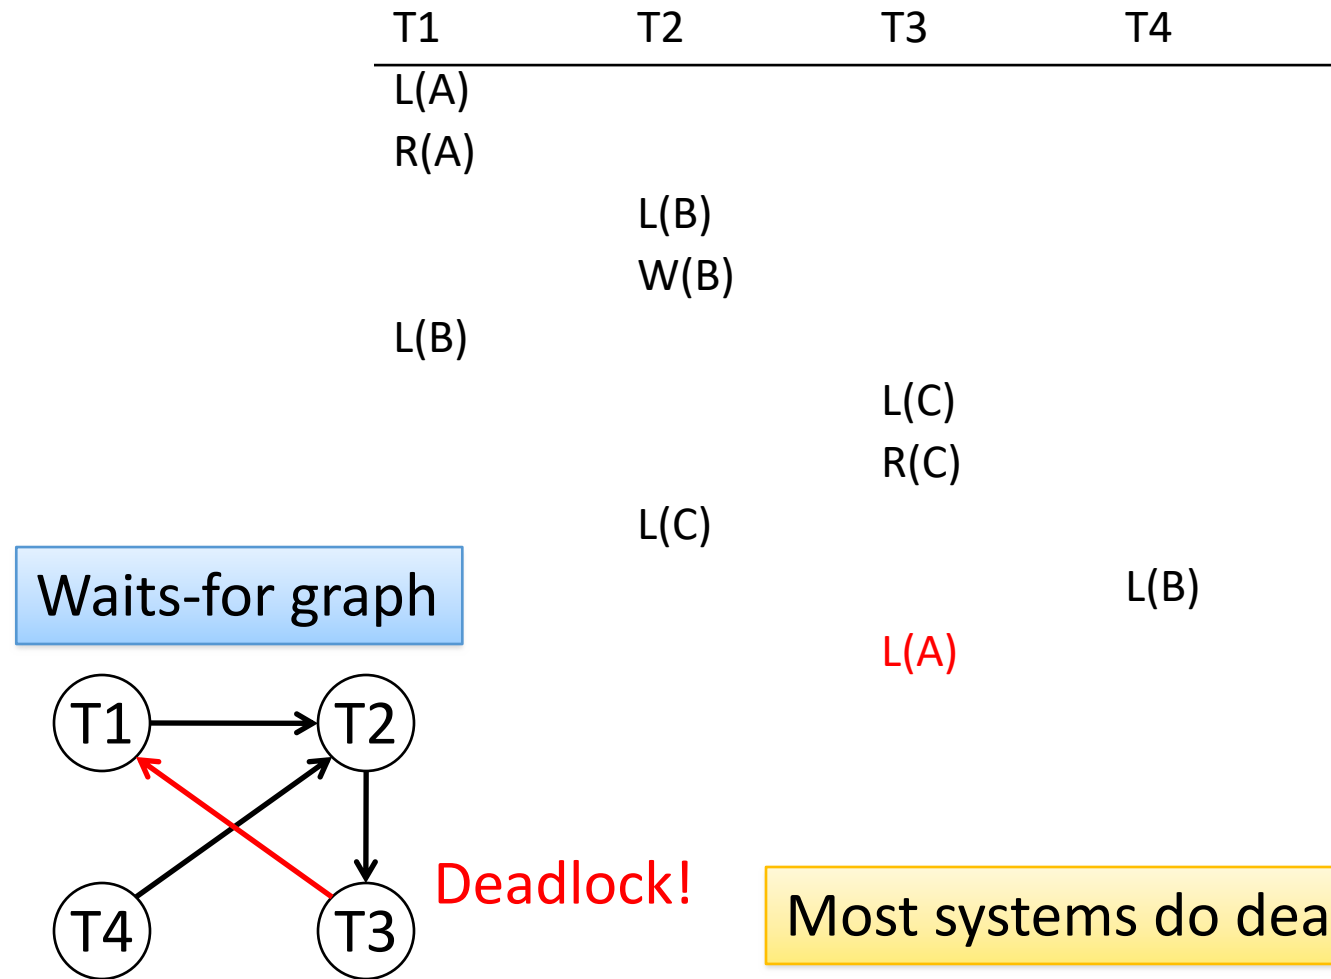 T1 T2 T3 T4
L(A)
R(A)
L(B)
W(B)
L(B)
L(C)
R(C)
L(C)
L(B)
L(A)
Waits-for graph
T1 T2
T4 T3
Deadlock!
Most systems do dea